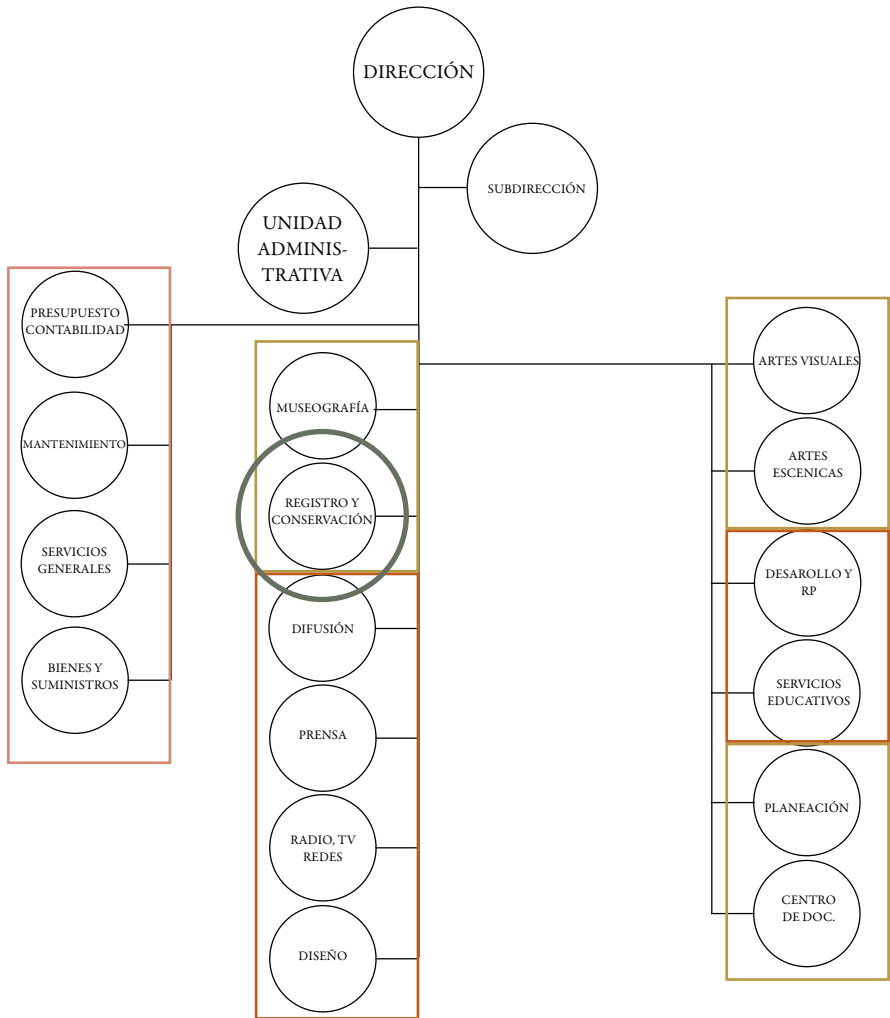 DIRECCIÓN
SUBDIRECCIÓN
UNIDAD
ADMINIS-
TRATIVA
PRESUPUESTO
CONTABILIDAD
MANTENIMIENTO
SERVICIOS
GENERALES
BIENES Y
SUMINISTROS
MUSEOGRAFÍA
REGISTRO Y
CONSERVACIÓN
DIFUSIÓN
PRENSA
RADIO, TV
REDES
DISEÑO
ARTES VISUALES
ARTES
ESCENICAS
DESAROLLO Y
RP
SERVICIOS
EDUCATIVOS
PLANEACIÓN
CENTRO
DE DOC.